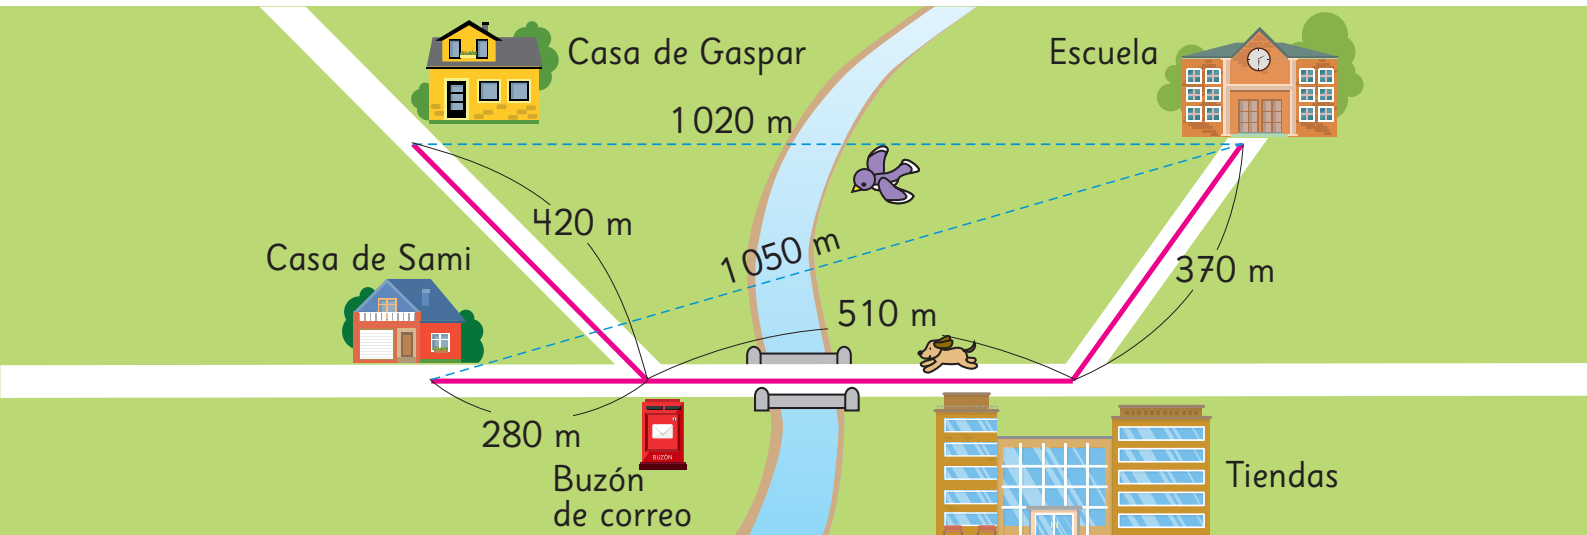 Casa de Gaspar
Escuela
1 020 m
420 m
1 050 m
Casa de Sami
370 m
510 m
280 m
BUZÓN
Buzón
de correo
Tiendas